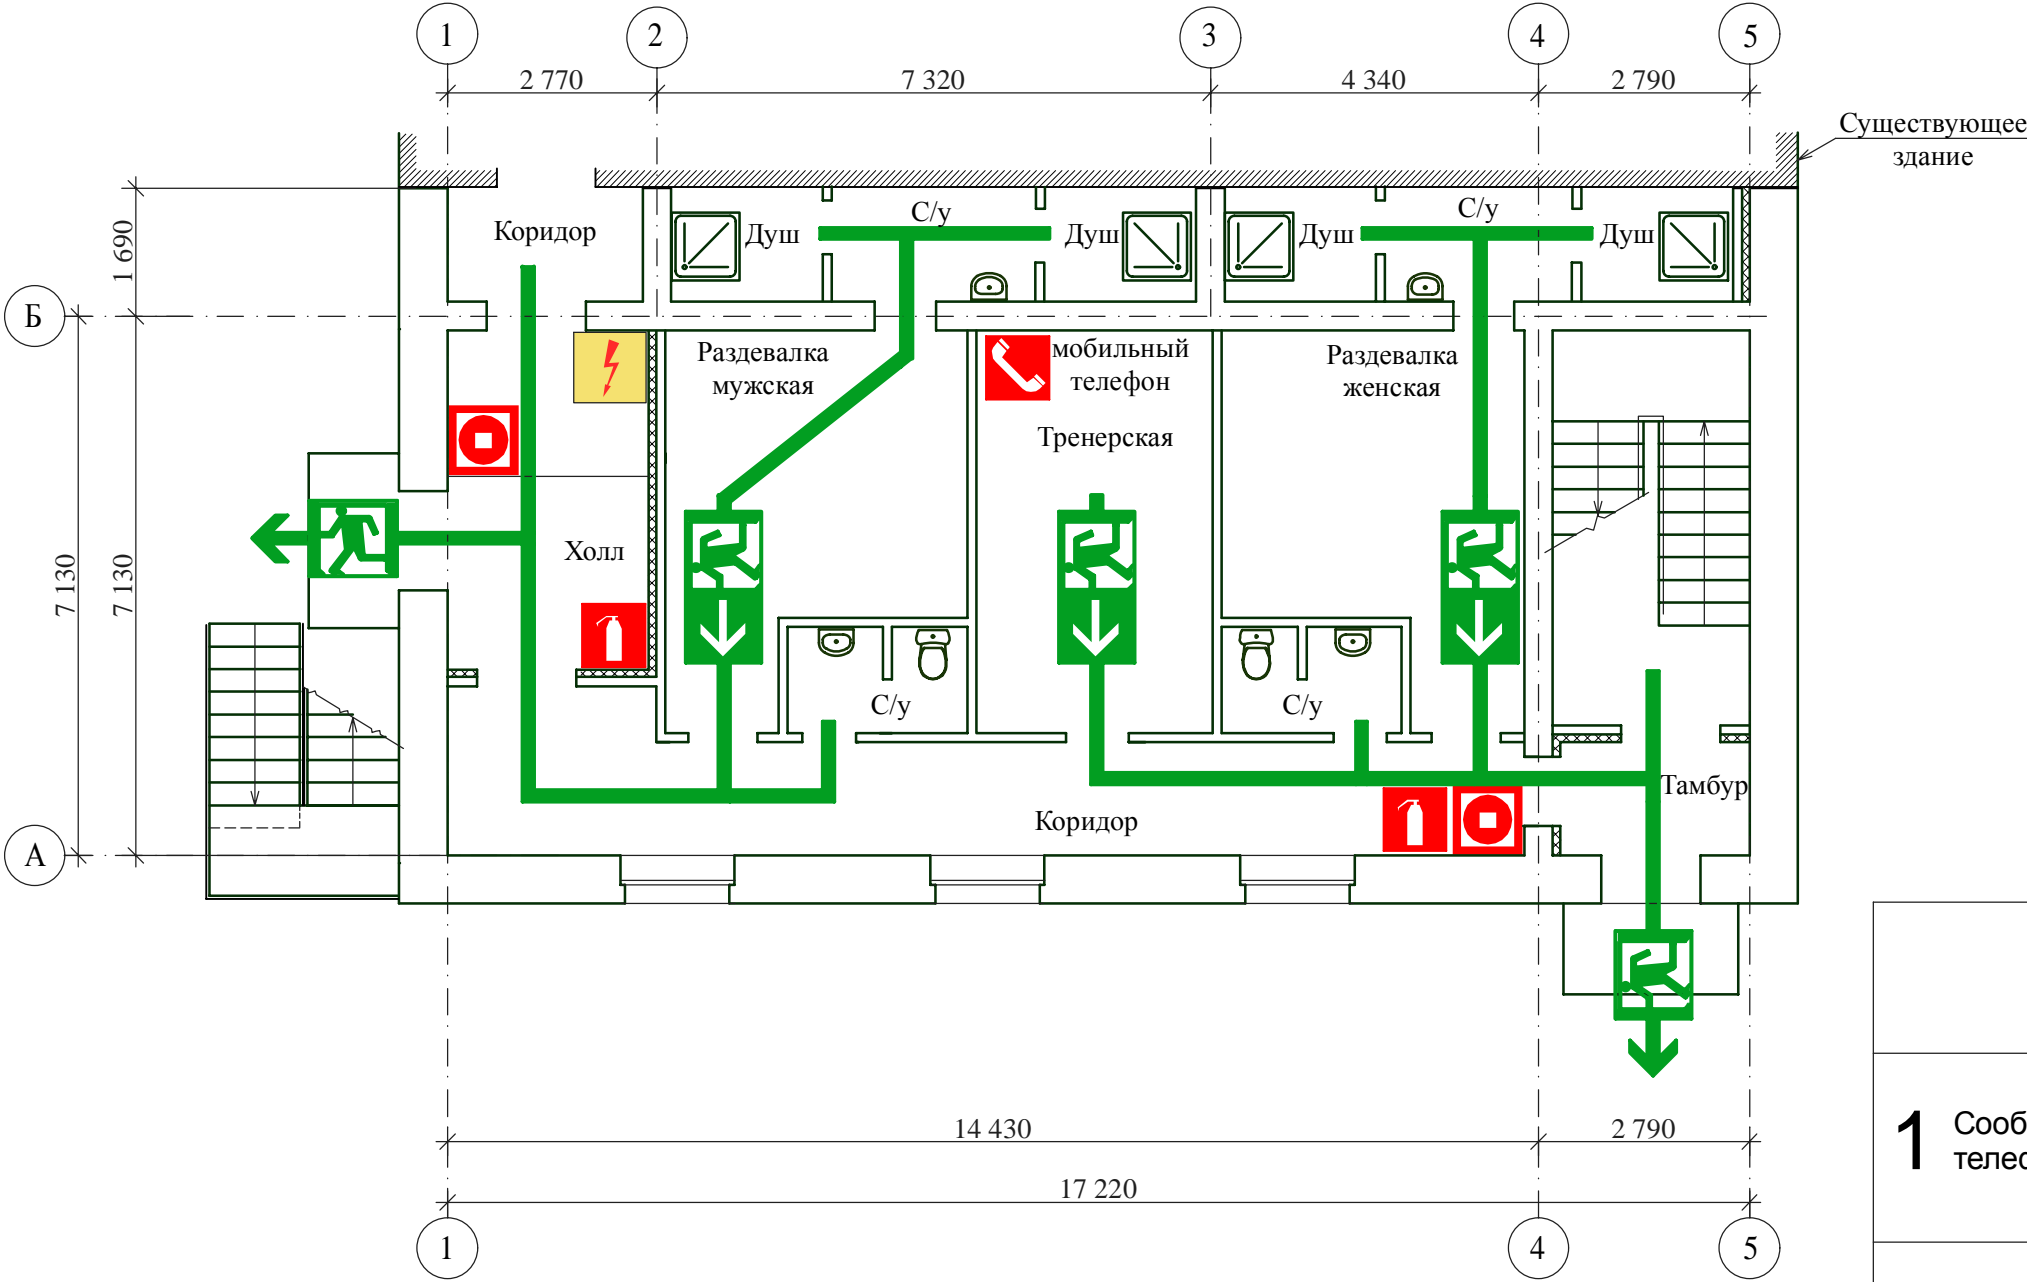 1
2
3
4
5
2 770
7 320
4 340
2 790
Существующее
здание
1 690
Коридор
Душ
С/у
Душ
Душ
С/у
Душ
Б
Раздевалка
мужская
мобильный
телефон
Раздевалка
женская
Тренерская
Холл
7 130
7 130
С/у
С/у
Тамбур
Коридор
А
14 430
2 790
17 220
1
4
5
1
Сооб
телеф